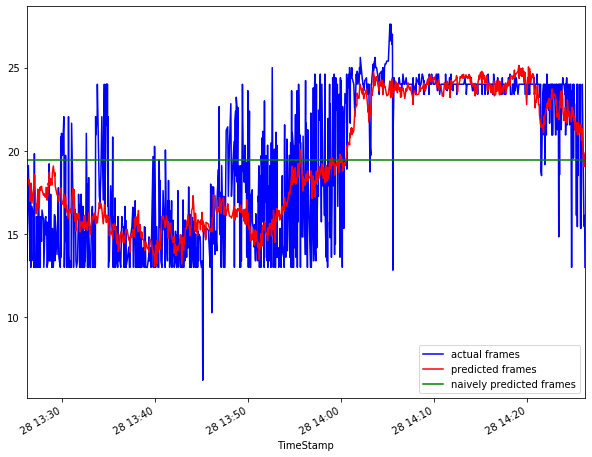 25
20
15
10
28 13:30
28 13:40
28 13:50
28 14:00
28 14:10
28 14:20
TimeStamp
actual frames
predicted frames
naively predicted frames